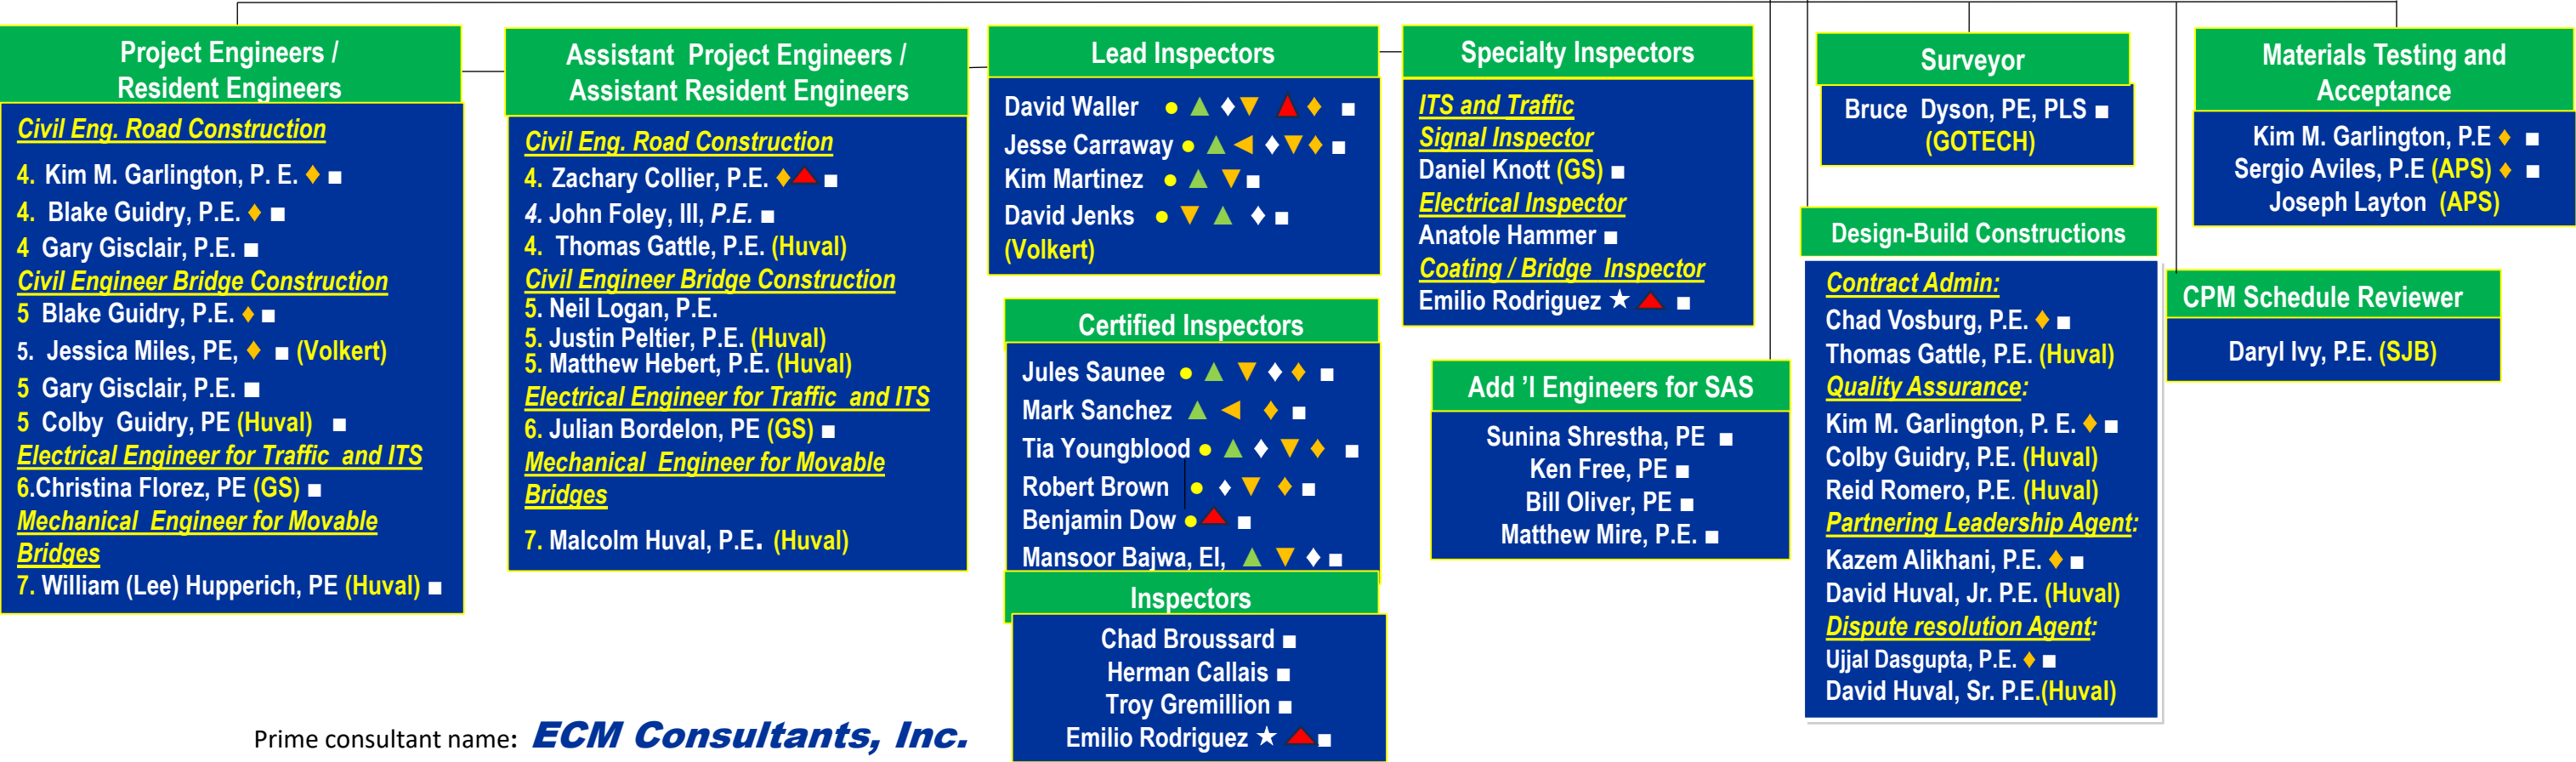 Project Engineers /
Resident Engineers
Civil Eng. Road Construction
4. Kim M. Garlington, P. E. ♦ ■
4. Blake Guidry, P.E. ♦ ■
4 Gary Gisclair, P.E. ■
Civil Engineer Bridge Construction
5 Blake Guidry, P.E. ♦ ■
5. Jessica Miles, PE, ♦ ■ (Volkert)
5 Gary Gisclair, P.E. ■
5 Colby Guidry, PE (Huval) ■
Electrical Engineer for Traffic and ITS
6.Christina Florez, PE (GS) ■
Mechanical Engineer for Movable
Bridges
7. William (Lee) Hupperich, PE (Huval) ■
Assistant Project Engineers /
Assistant Resident Engineers
Civil Eng. Road Construction
4. Zachary Collier, P.E. ♦▲ ■
4. John Foley, III, P.E. ■
4. Thomas Gattle, P.E. (Huval)
Civil Engineer Bridge Construction
5. Neil Logan, P.E.
5. Justin Peltier, P.E. (Huval)
5. Matthew Hebert, P.E. (Huval)
Electrical Engineer for Traffic and ITS
6. Julian Bordelon, PE (GS) ■
Mechanical Engineer for Movable
Bridges
7. Malcolm Huval, P.E. (Huval)
Lead Inspectors
David Waller ● ▲ ♦ ▼ ▲ ♦ ■
Jesse Carraway ● ▲ ◄ ♦ ▼ ♦ ■
Kim Martinez ● ▲ ▼ ■
David Jenks ● ▼ ▲ ♦ ■
(Volkert)
Certified Inspectors
Jules Saunee ● ▲ ▼ ♦ ♦ ■
Mark Sanchez ▲ ◄ ♦ ■
Tia Youngblood ● ▲ ♦ ▼ ♦ ■
Robert Brown ● ♦ ▼ ♦ ■
Benjamin Dow ● ▲ ■
Mansoor Bajwa, EI, ▲ ▼ ♦ ■
Inspectors
Chad Broussard ■
Herman Callais ■
Troy Gremillion ■
Emilio Rodriguez ★ ▲ ■
Specialty Inspectors
ITS and Traffic
Signal Inspector
Daniel Knott (GS) ■
Electrical Inspector
Anatole Hammer ■
Coating / Bridge Inspector
Emilio Rodriguez ★ ▲ ■
Add 'l Engineers for SAS
Sunina Shrestha, PE ■
Ken Free, PE ■
Bill Oliver, PE ■
Matthew Mire, P.E. ■
Surveyor
Bruce Dyson, PE, PLS ■
(GOTECH)
Design-Build Constructions
Contract Admin:
Chad Vosburg, P.E. ♦ ■
Thomas Gattle, P.E. (Huval)
Quality Assurance:
Kim M. Garlington, P. E. ♦ ■
Colby Guidry, P.E. (Huval)
Reid Romero, P.E. (Huval)
Partnering Leadership Agent:
Kazem Alikhani, P.E. ♦ ■
David Huval, Jr. P.E. (Huval)
Dispute resolution Agent:
Ujjal Dasgupta, P.E. ♦ ■
David Huval, Sr. P.E.(Huval)
Materials Testing and
Acceptance
Kim M. Garlington, P.E ♦ ■
Sergio Aviles, P.E (APS) ♦ ■
Joseph Layton (APS)
CPM Schedule Reviewer
Daryl Ivy, P.E. (SJB)
Prime consultant name: ECM Consultants, Inc.